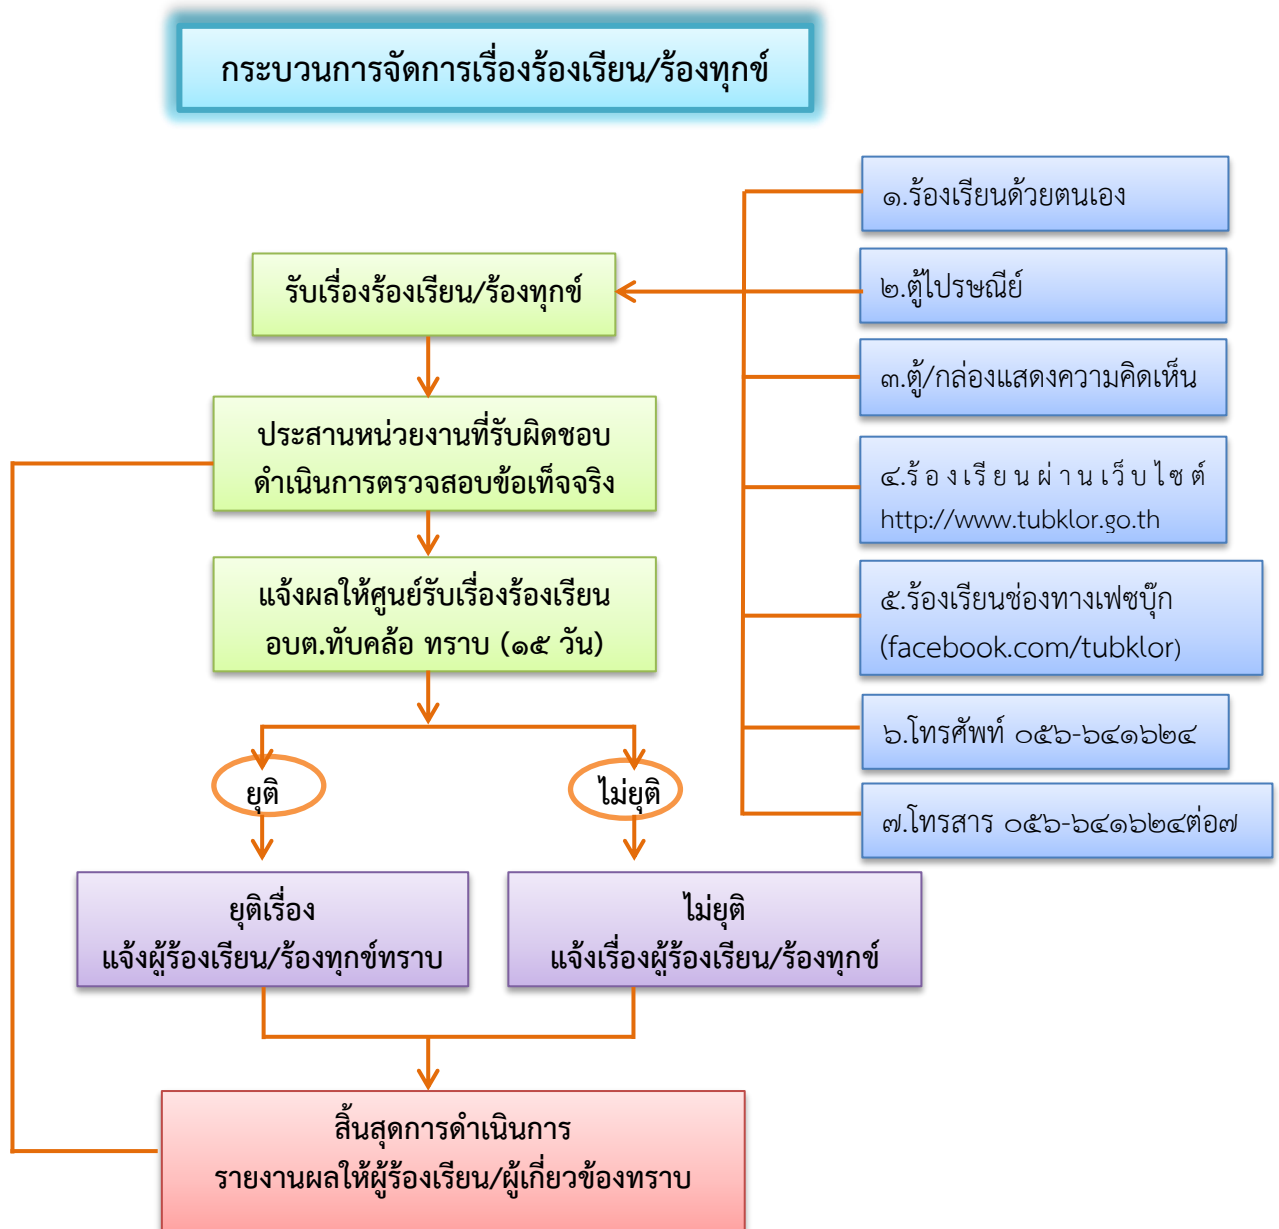 กระบวนการจัดการเรื่องร้องเรียน/ร้องทุกข์
รับเรื่องร้องเรียน/ร้องทุกข์
ประสานหน่วยงานที่รับผิดชอบ
ดำเนินการตรวจสอบข้อเท็จจริง
แจ้งผลให้ศูนย์รับเรื่องร้องเรียน
อบต.ทับคล้อ ทราบ (๑๕ วัน)
ยุติ
ไม่ยุติ
ยุติเรื่อง
แจ้งผู้ร้องเรียน/ร้องทุกข์ทราบ
ไม่ยุติ
แจ้งเรื่องผู้ร้องเรียน/ร้องทุกข์
สิ้นสุดการดำเนินการ
รายงานผลให้ผู้ร้องเรียน/ผู้เกี่ยวข้องทราบ
๑.ร้องเรียนด้วยตนเอง
๒.ตู้ไปรษณีย์
๓.ตู้/กล่องแสดงความคิดเห็น
๔.ร้องเรียนผ่านเว็บไซต์
http://www.tubklor.go.th
๕.ร้องเรียนช่องทางเฟซบุ๊ก
(facebook.com/tubklor)
๖.โทรศัพท์ ๐๕๖-๖๔๑๖๒๔
๗.โทรสาร ๐๕๖-๖๔๑๖๒๔ต่อ๗